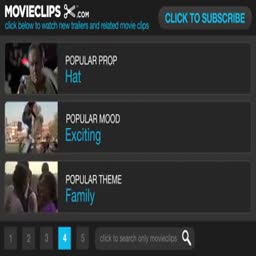 MOVIECLIPS .COM
click below to watch new trailers and related movie clips
CLICK TO SUBSCRIBE
POPULAR PROP
Hat
POPULAR MOOD
Exciting
POPULAR THEME
Family
1 2 3 4 5 click to search only movieclips